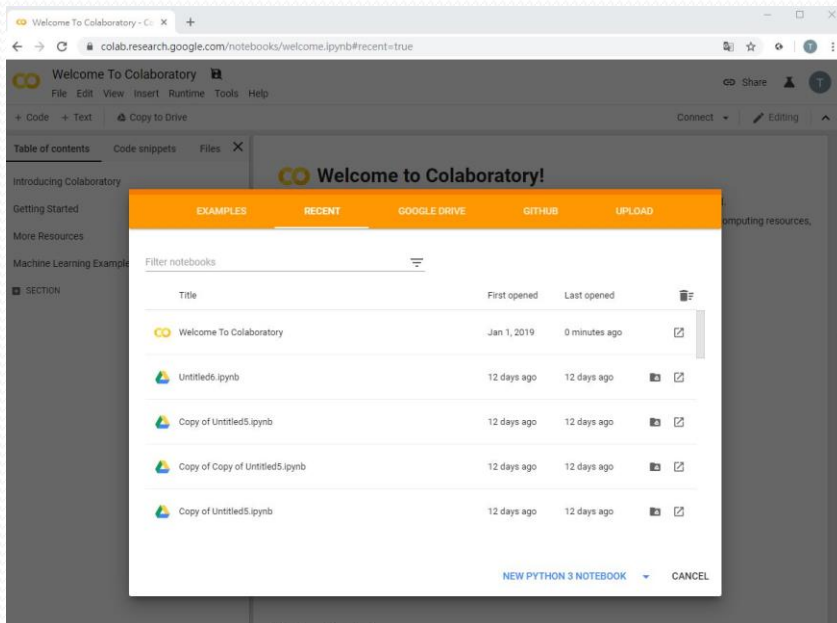 Welcome To Colaboratory - Co
colab.research.google.com/notebooks/welcome.ipynb#recent=true
T
Welcome To Colaboratory
File Edit View Insert Runtime Tools Help
Share
T
+ Code + Text Copy to Drive
Connect Editing
Table of contents Code snippets Files
Welcome to Colaboratory!
Introducing Colaboratory
Getting Started
omputing resources,
More Resources
Machine Learning Example
SECTION
EXAMPLES RECENT GOOGLE DRIVE GITHUB UPLOAD
Filter notebooks
Title First opened Last opened
Welcome To Colaboratory Jan 1, 2019 0 minutes ago
Untitled6.ipynb 12 days ago 12 days ago
Copy of Untitled5.ipynb 12 days ago 12 days ago
Copy of Copy of Untitled5.ipynb 12 days ago 12 days ago
Copy of Untitled5.ipynb 12 days ago 12 days ago
NEW PYTHON 3 NOTEBOOK CANCEL